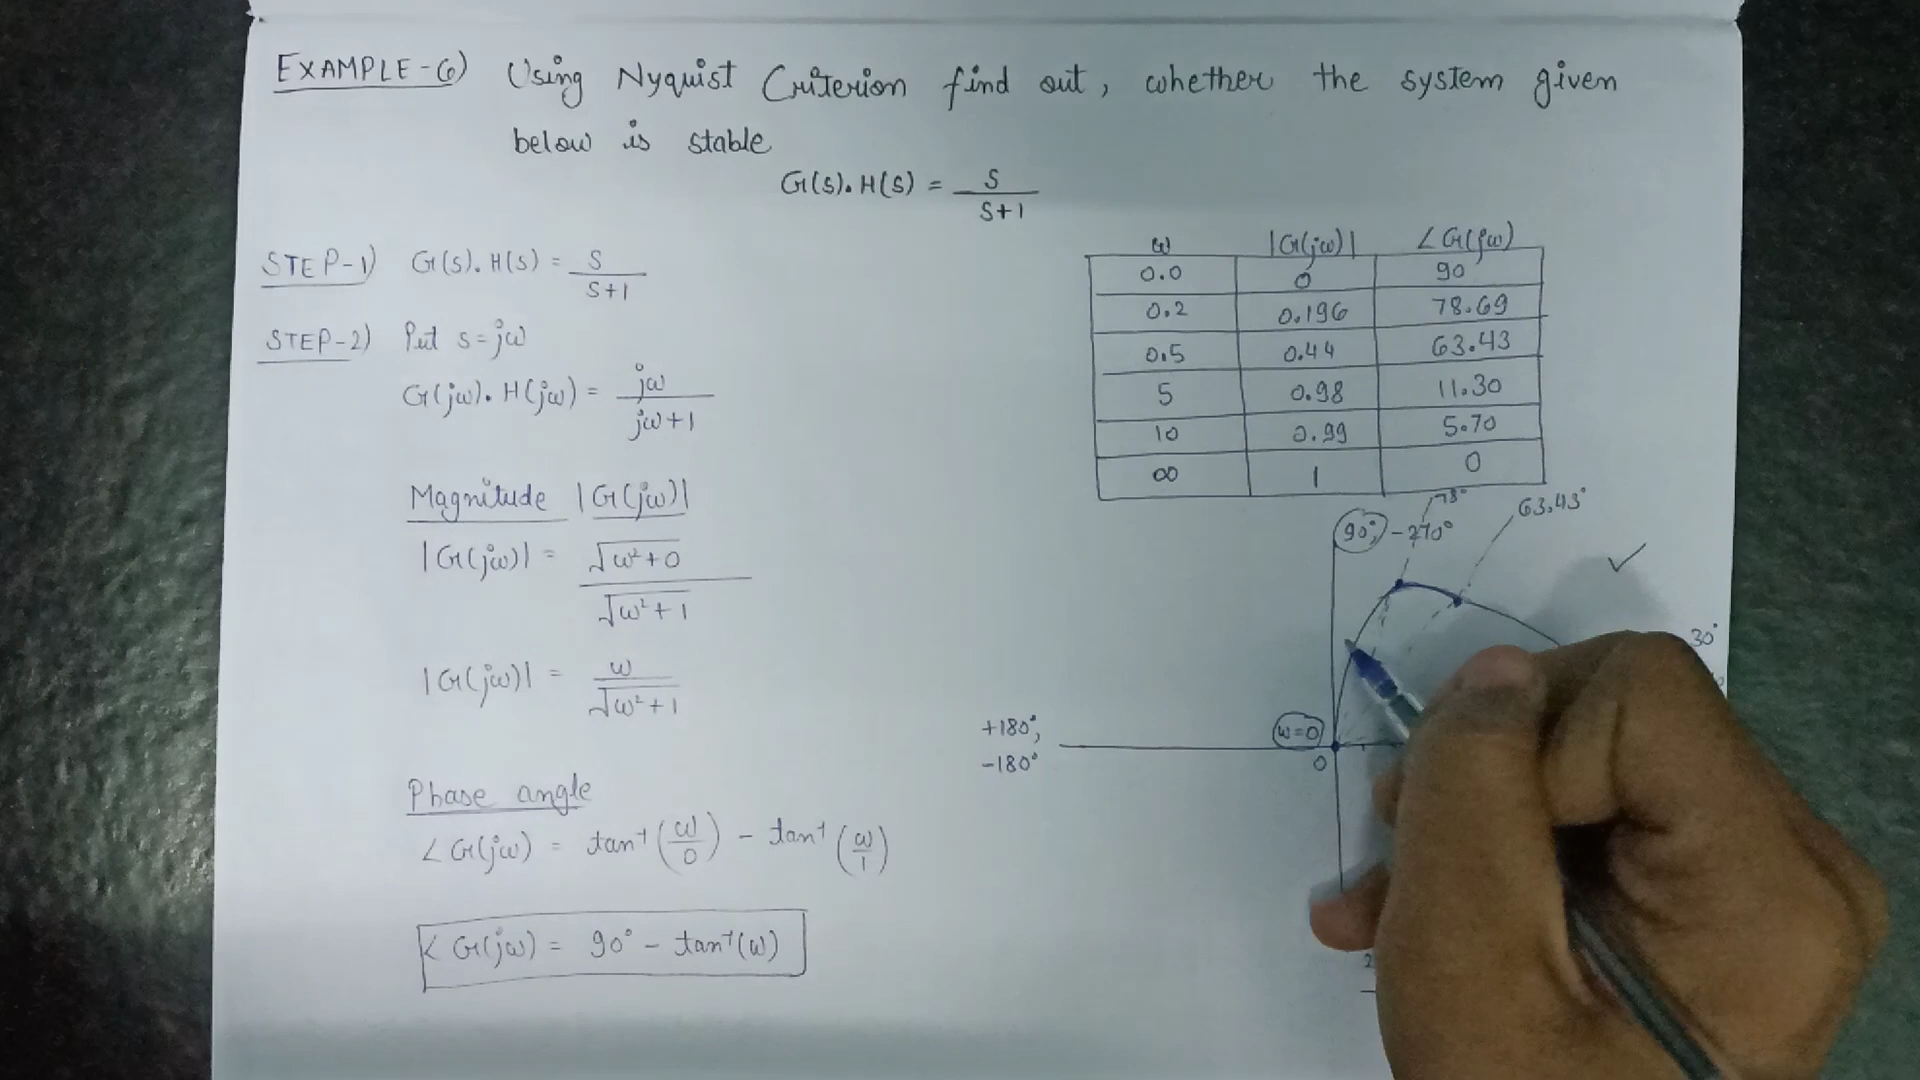 EXAMPLE-6) Using Nyquist Criterion find out, whether the system given
below is stable
G(s).H(s) = s
s+1
STEP-1) G(s).H(s) = s
s+1
STEP-2) Put s=jω
G(jω).H(jω) = jω
jω+1
Magnitude |G(jω)|
|G(jω)| = √ω²+0
√ω²+1
|G(jω)| = ω
√ω²+1
Phase angle
∠G(jω) = tan⁻¹(ω/0) - tan⁻¹(ω/1)
∠G(jω) = 90° - tan⁻¹(ω)
ω |G(jω)| ∠G(jω)
0.0 0 90
0.2 0.196 78.69
0.5 0.44 63.43
5 0.98 11.30
10 0.99 5.70
∞ 1 0
78°
63.43°
90°, -270°
30°
+180°,
-180°
ω=0
0